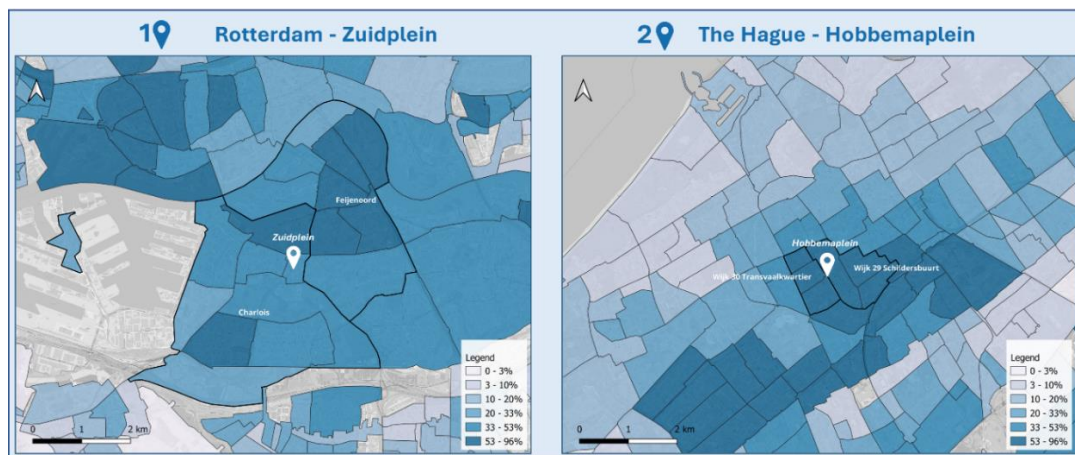 1 Rotterdam - Zuidplein
Feijenoord
Zuidplein
Charlois
Legend
0 - 3%
3 - 10%
10 - 20%
20 - 33%
33 - 53%
53 - 96%
0 1 2 km
2 The Hague - Hobbemaplein
Hobbemaplein
Wijk 29 Schildersbuurt
Wijk 30 Transvaalkwartier
Legend
0 - 3%
3 - 10%
10 - 20%
20 - 33%
33 - 53%
53 - 96%
0 1 2 km